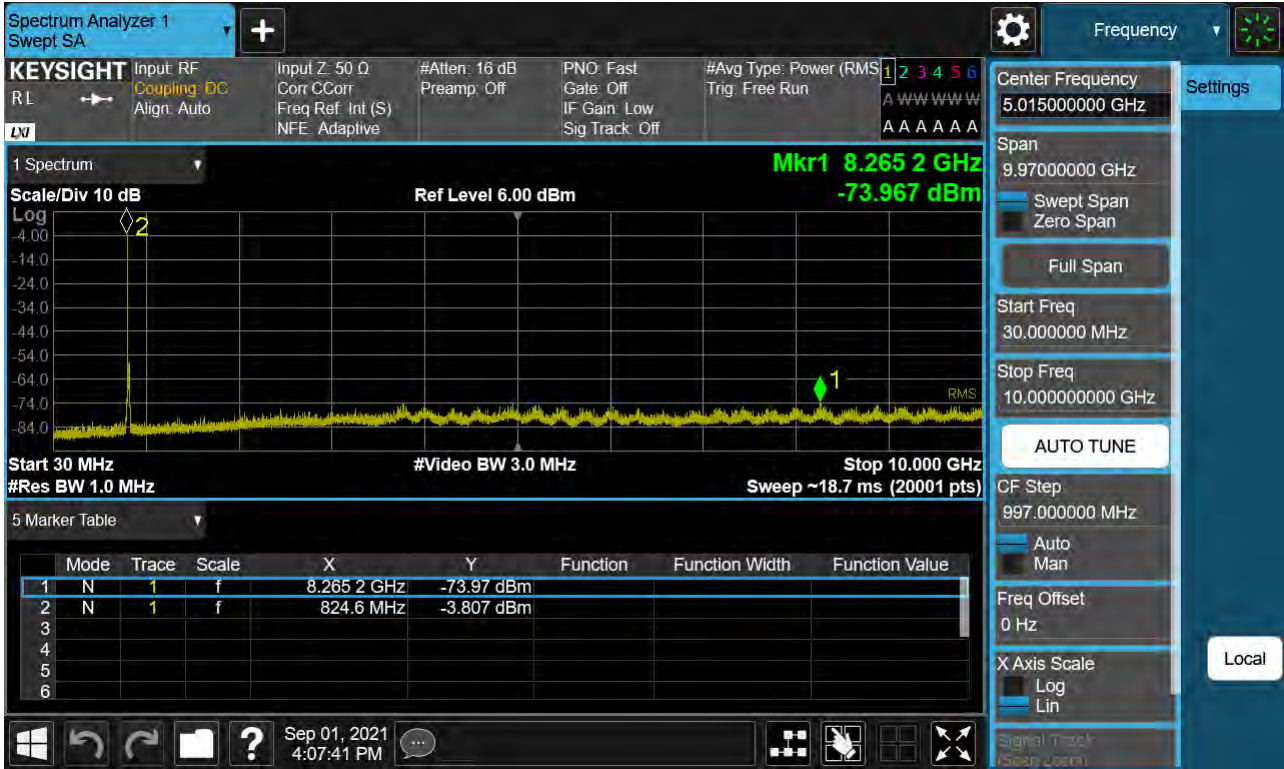 Spectrum Analyzer 1
Swept SA
Frequency
KEYSIGHT
RL
LXI
Input: RF
Coupling: DC
Align: Auto
Input Z: 50 Ω
Corr CCorr
Freq Ref: Int (S)
NFE: Adaptive
#Atten: 16 dB
Preamp: Off
PNO: Fast
Gate: Off
IF Gain: Low
Sig Track: Off
#Avg Type: Power (RMS
Trig: Free Run
1 2 3 4 5 6
A W W W W W
A A A A A A
1 Spectrum
Mkr1 8.265 2 GHz
Scale/Div 10 dB
Ref Level 6.00 dBm
-73.967 dBm
Log
2
-4.00
-14.0
-24.0
-34.0
-44.0
-54.0
-64.0
1
RMS
-74.0
-84.0
Start 30 MHz
#Video BW 3.0 MHz
Stop 10.000 GHz
#Res BW 1.0 MHz
Sweep ~18.7 ms (20001 pts)
5 Marker Table
Mode Trace Scale X Y Function Function Width Function Value
1 N 1 f 8.265 2 GHz -73.97 dBm
2 N 1 f 824.6 MHz -3.807 dBm
3
4
5
6
Center Frequency
5.015000000 GHz
Span
9.97000000 GHz
Swept Span
Zero Span
Full Span
Start Freq
30.000000 MHz
Stop Freq
10.000000000 GHz
AUTO TUNE
CF Step
997.000000 MHz
Auto
Man
Freq Offset
0 Hz
X Axis Scale
Log
Lin
Signal Track
(Span Zoom)
Settings
Local
?
Sep 01, 2021
4:07:41 PM